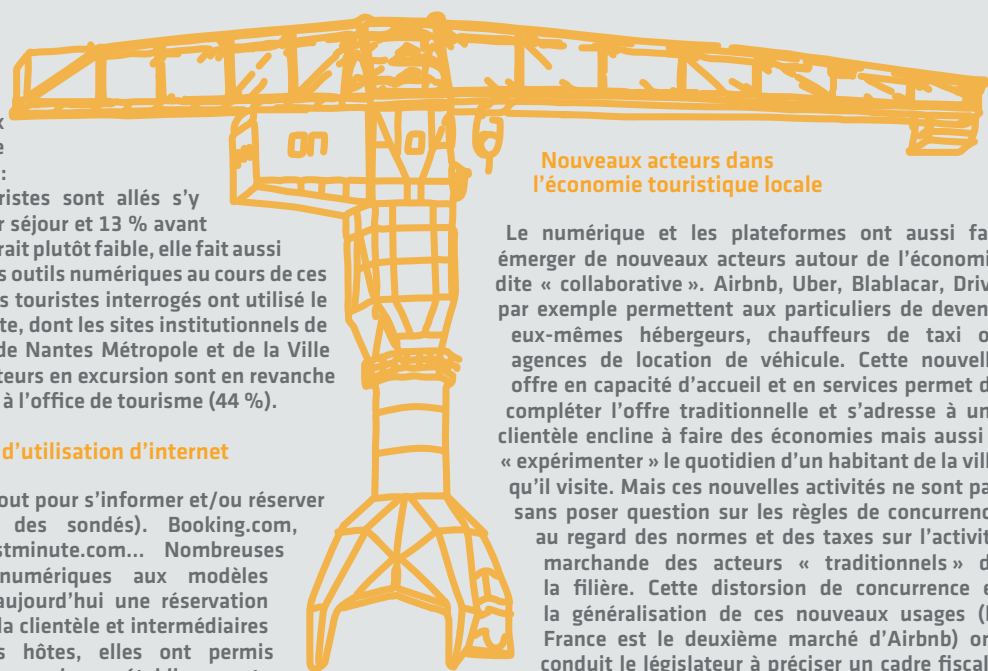 x
e
:
ristes sont allés s’y
r séjour et 13 % avant
rait plutôt faible, elle fait aussi
s outils numériques au cours de ces
s touristes interrogés ont utilisé le
te, dont les sites institutionnels de
de Nantes Métropole et de la Ville
teurs en excursion sont en revanche
à l’office de tourisme (44 %).
d’utilisation d’internet
out pour s’informer et/ou réserver
des sondés). Booking.com,
stminute.com... Nombreuses
numériques aux modèles
aujourd’hui une réservation
la clientèle et intermédiaires
s hôtes, elles ont permis
Nouveaux acteurs dans
l’économie touristique locale
Le numérique et les plateformes ont aussi fa
émerger de nouveaux acteurs autour de l’économi
dite « collaborative ». Airbnb, Uber, Blablacar, Driv
par exemple permettent aux particuliers de deven
eux-mêmes hébergeurs, chauffeurs de taxi o
agences de location de véhicule. Cette nouvell
offre en capacité d’accueil et en services permet d
compléter l’offre traditionnelle et s’adresse à un
clientèle encline à faire des économies mais aussi
« expérimenter » le quotidien d’un habitant de la vill
qu’il visite. Mais ces nouvelles activités ne sont pa
sans poser question sur les règles de concurrenc
au regard des normes et des taxes sur l’activit
marchande des acteurs « traditionnels » d
la filière. Cette distorsion de concurrence e
la généralisation de ces nouveaux usages (l
France est le deuxième marché d’Airbnb) on
conduit le législateur à préciser un cadre fiscal